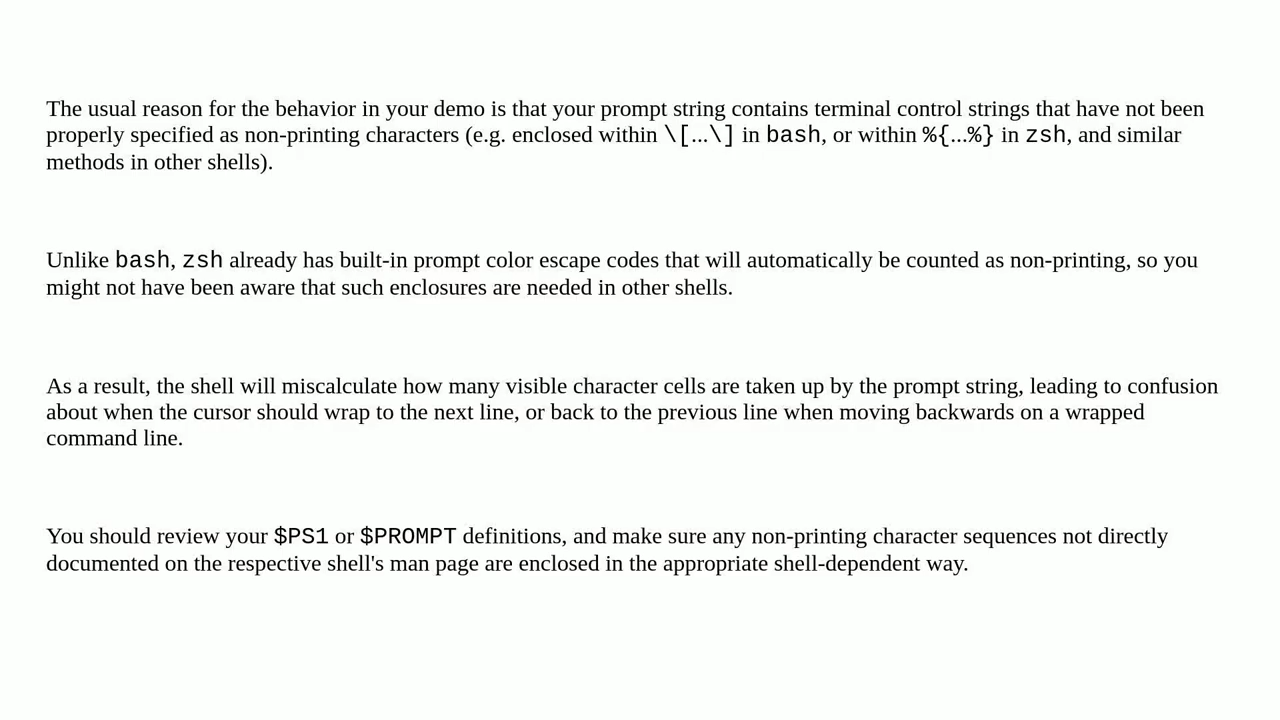 The usual reason for the behavior in your demo is that your prompt string contains terminal control strings that have not been
properly specified as non-printing characters (e.g. enclosed within \[...\] in bash, or within %{...%} in zsh, and similar
methods in other shells).
Unlike bash, zsh already has built-in prompt color escape codes that will automatically be counted as non-printing, so you
might not have been aware that such enclosures are needed in other shells.
As a result, the shell will miscalculate how many visible character cells are taken up by the prompt string, leading to confusion
about when the cursor should wrap to the next line, or back to the previous line when moving backwards on a wrapped
command line.
You should review your $PS1 or $PROMPT definitions, and make sure any non-printing character sequences not directly
documented on the respective shell's man page are enclosed in the appropriate shell-dependent way.